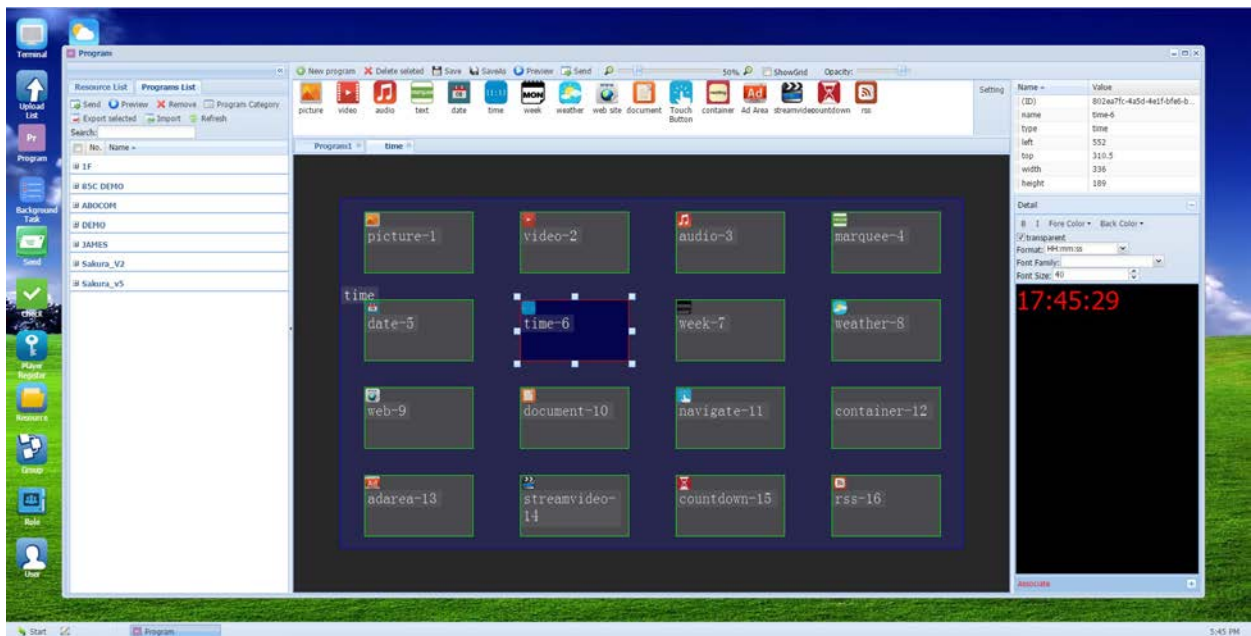 Terminal
Upload
List
Program
Background
Task
Send
Check
Player
Register
Resource
Group
Role
User
Program
Resource List Programs List
Send Preview Remove Program Category
Export selected Import Refresh
Search:
No. Name
1F
85C DEMO
ABOCOM
DEMO
JAMES
Sakura_V2
Sakura_v5
New program Delete seleted Save SaveAs Preview Send 50% ShowGrid Opacity:
picture video audio text date time week weather web site document Touch Button container Ad Area streamvideo countdown rss
Setting
Program1 time
picture-1 video-2 audio-3 marquee-4
time
date-5 time-6 week-7 weather-8
web-9 document-10 navigate-11 container-12
adarea-13 streamvideo-14 countdown-15 rss-16
Name Value
(ID) 802ea7fc-4a5d-4e1f-bfe6-b...
name time-6
type time
left 552
top 310.5
width 336
height 189
Detail
B I Fore Color Back Color
transparent
Format: HH:mm:ss
Font Family:
Font Size: 40
17:45:29
Associate
Start Program 5:45 PM